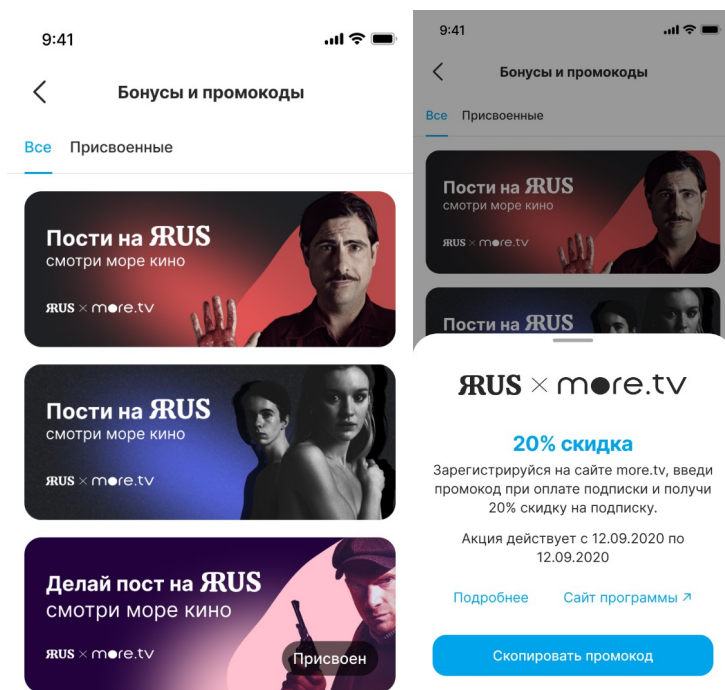 9:41
Бонусы и промокоды
Все Присвоенные
Пости на ЯRUS
смотри море кино
ЯRUS × more.tv
Пости на ЯRUS
смотри море кино
ЯRUS × more.tv
Делай пост на ЯRUS
смотри море кино
ЯRUS × more.tv
Присвоен
9:41
Бонусы и промокоды
Все Присвоенные
Пости на ЯRUS
смотри море кино
ЯRUS × more.tv
Пости на ЯRUS
ЯRUS × more.tv
20% скидка
Зарегистрируйся на сайте more.tv, введи
промокод при оплате подписки и получи
20% скидку на подписку.
Акция действует с 12.09.2020 по
12.09.2020
Подробнее Сайт программы ↗
Скопировать промокод